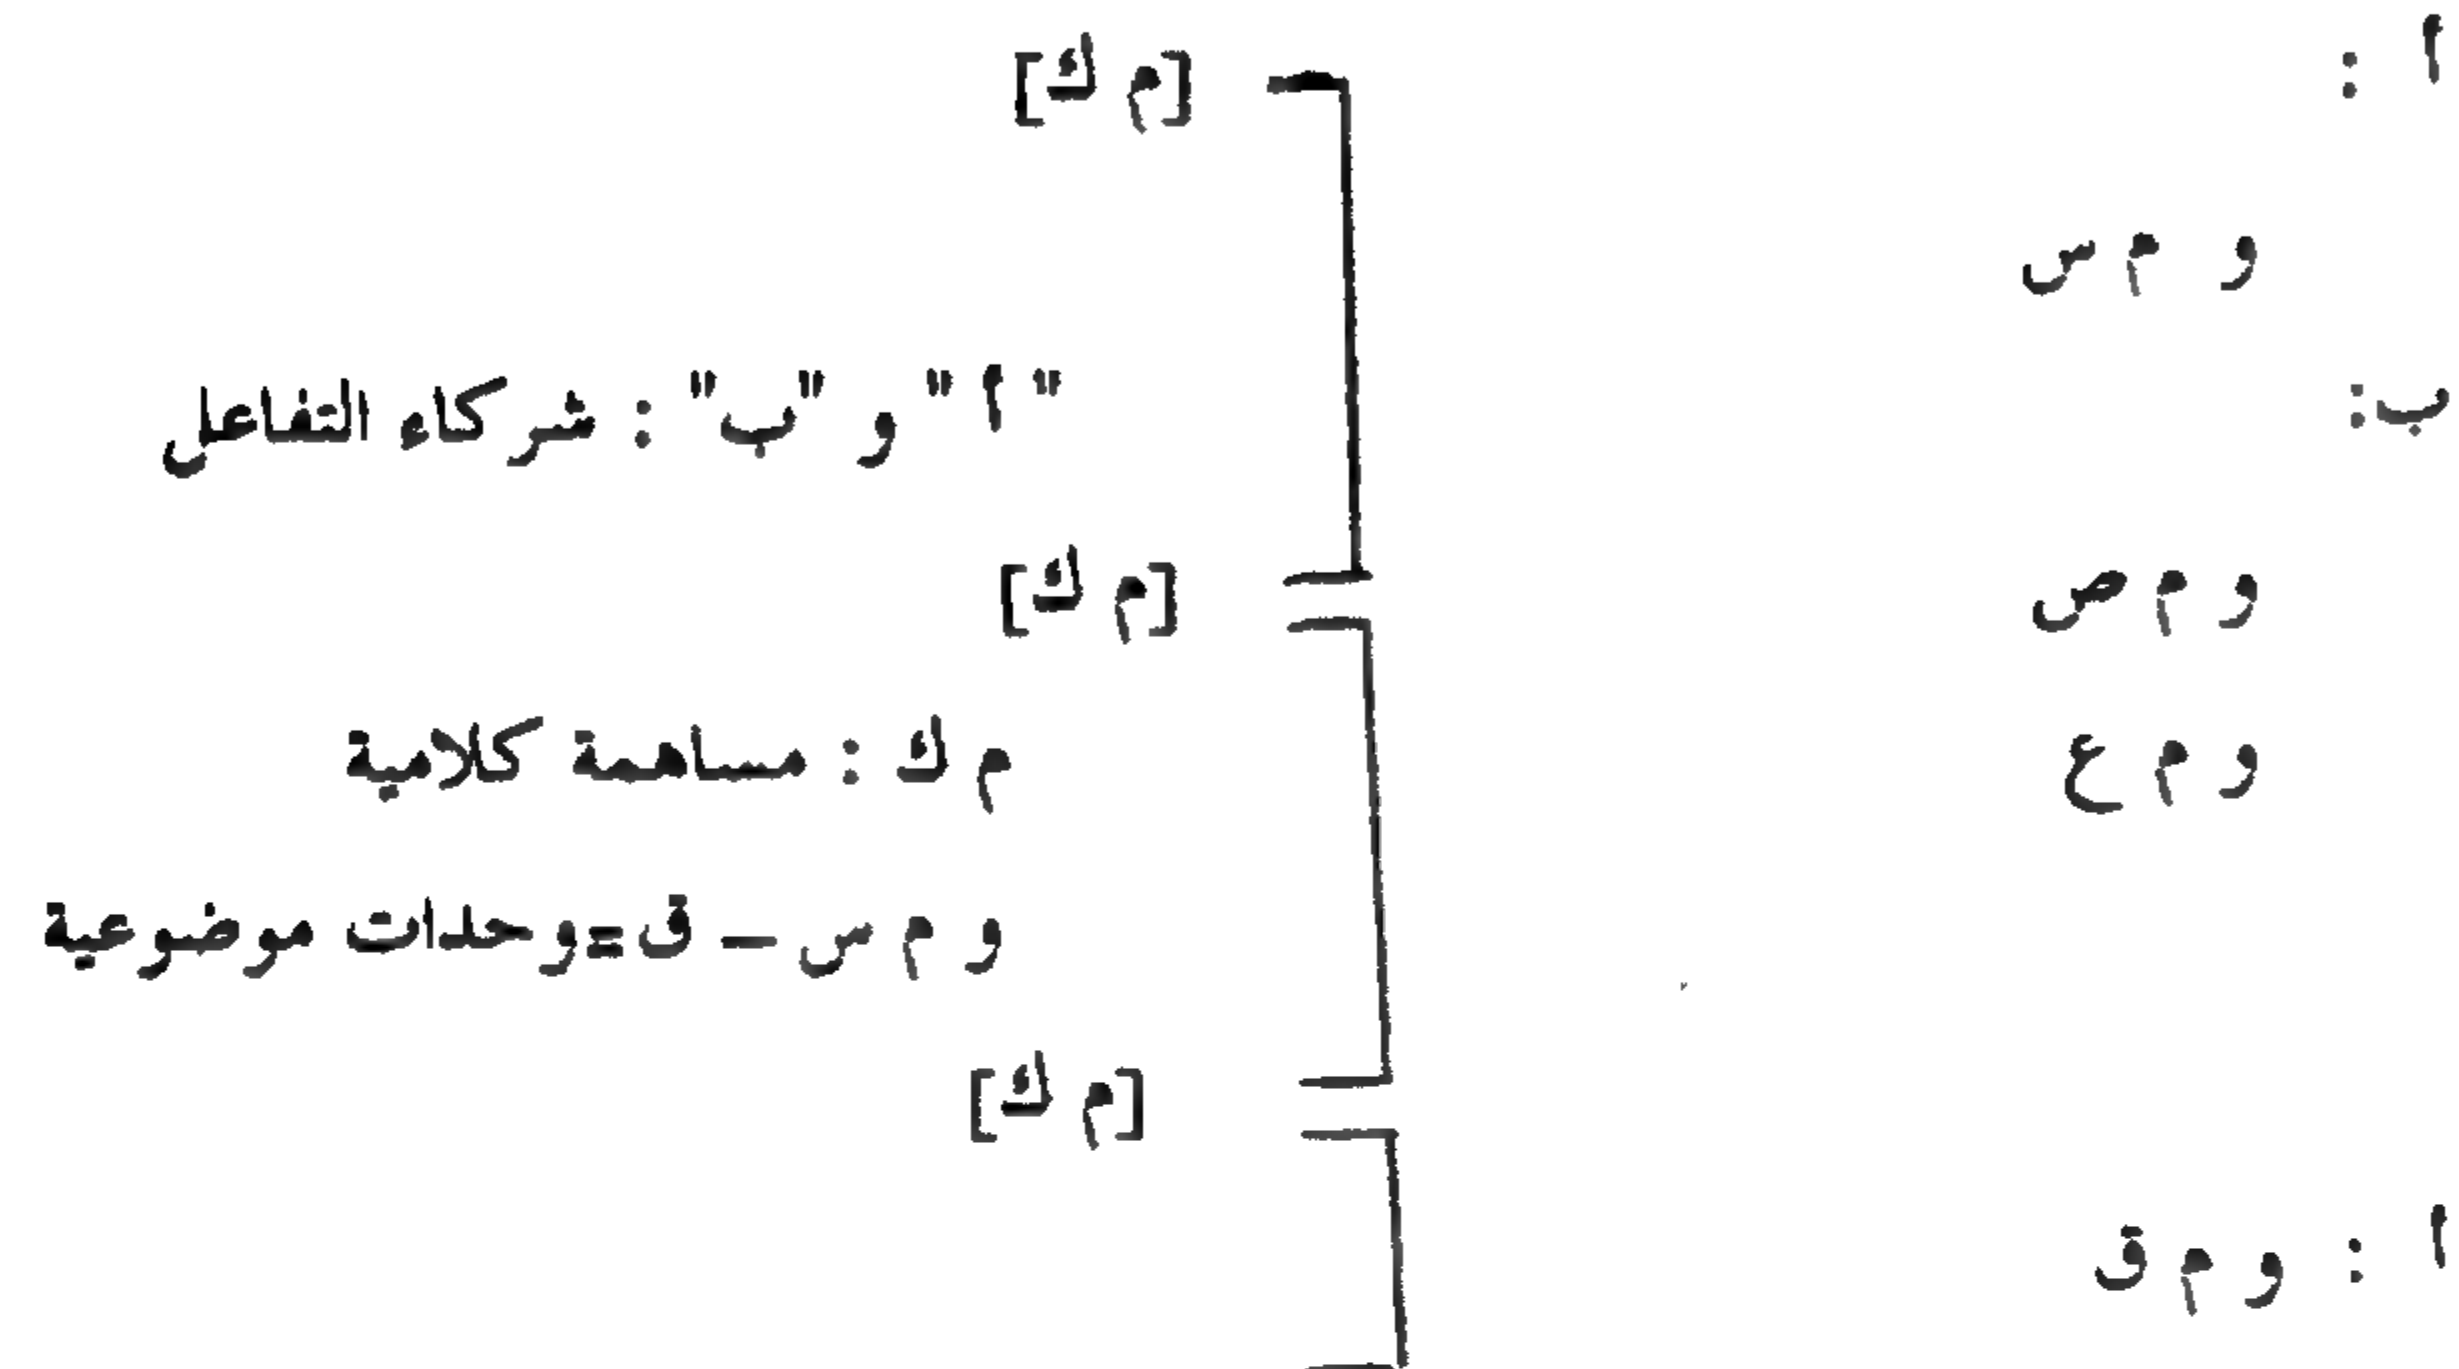 أ : [م ك]
و م س
ب: "أ" و "ب" : شركاء التفاعل
و م ص [م ك]
و م ع م ك : مساهمة كلامية
و م س – ق=وحدات موضوعية
[م ك]
أ : و م ق